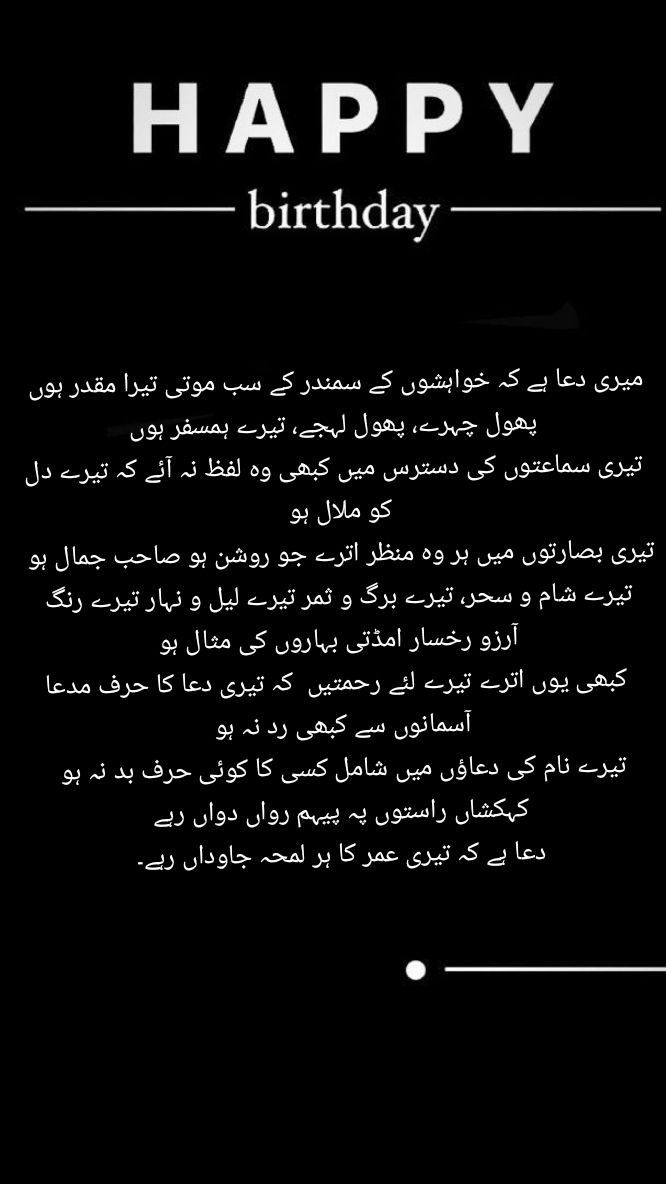 HAPPY
birthday
میری دعا ہے کہ خواہشوں کے سمندر کے سب موتی تیرا مقدر ہوں
پھول چہرے، پھول لہجے، تیرے ہمسفر ہوں
تیری سماعتوں کی دسترس میں کبھی وہ لفظ نہ آئے کہ تیرے دل
کو ملال ہو
تیری بصارتوں میں ہر وہ منظر اترے جو روشن ہو صاحب جمال ہو
تیرے شام و سحر، تیرے برگ و ثمر تیرے لیل و نہار تیرے رنگ
آرزو رخسار امڈتی بہاروں کی مثال ہو
کبھی یوں اترے تیرے لئے رحمتیں کہ تیری دعا کا حرف مدعا
آسمانوں سے کبھی رد نہ ہو
تیرے نام کی دعاؤں میں شامل کسی کا کوئی حرف بد نہ ہو
کہکشاں راستوں پہ پیہم رواں دواں رہے
دعا ہے کہ تیری عمر کا ہر لمحہ جاوداں رہے۔